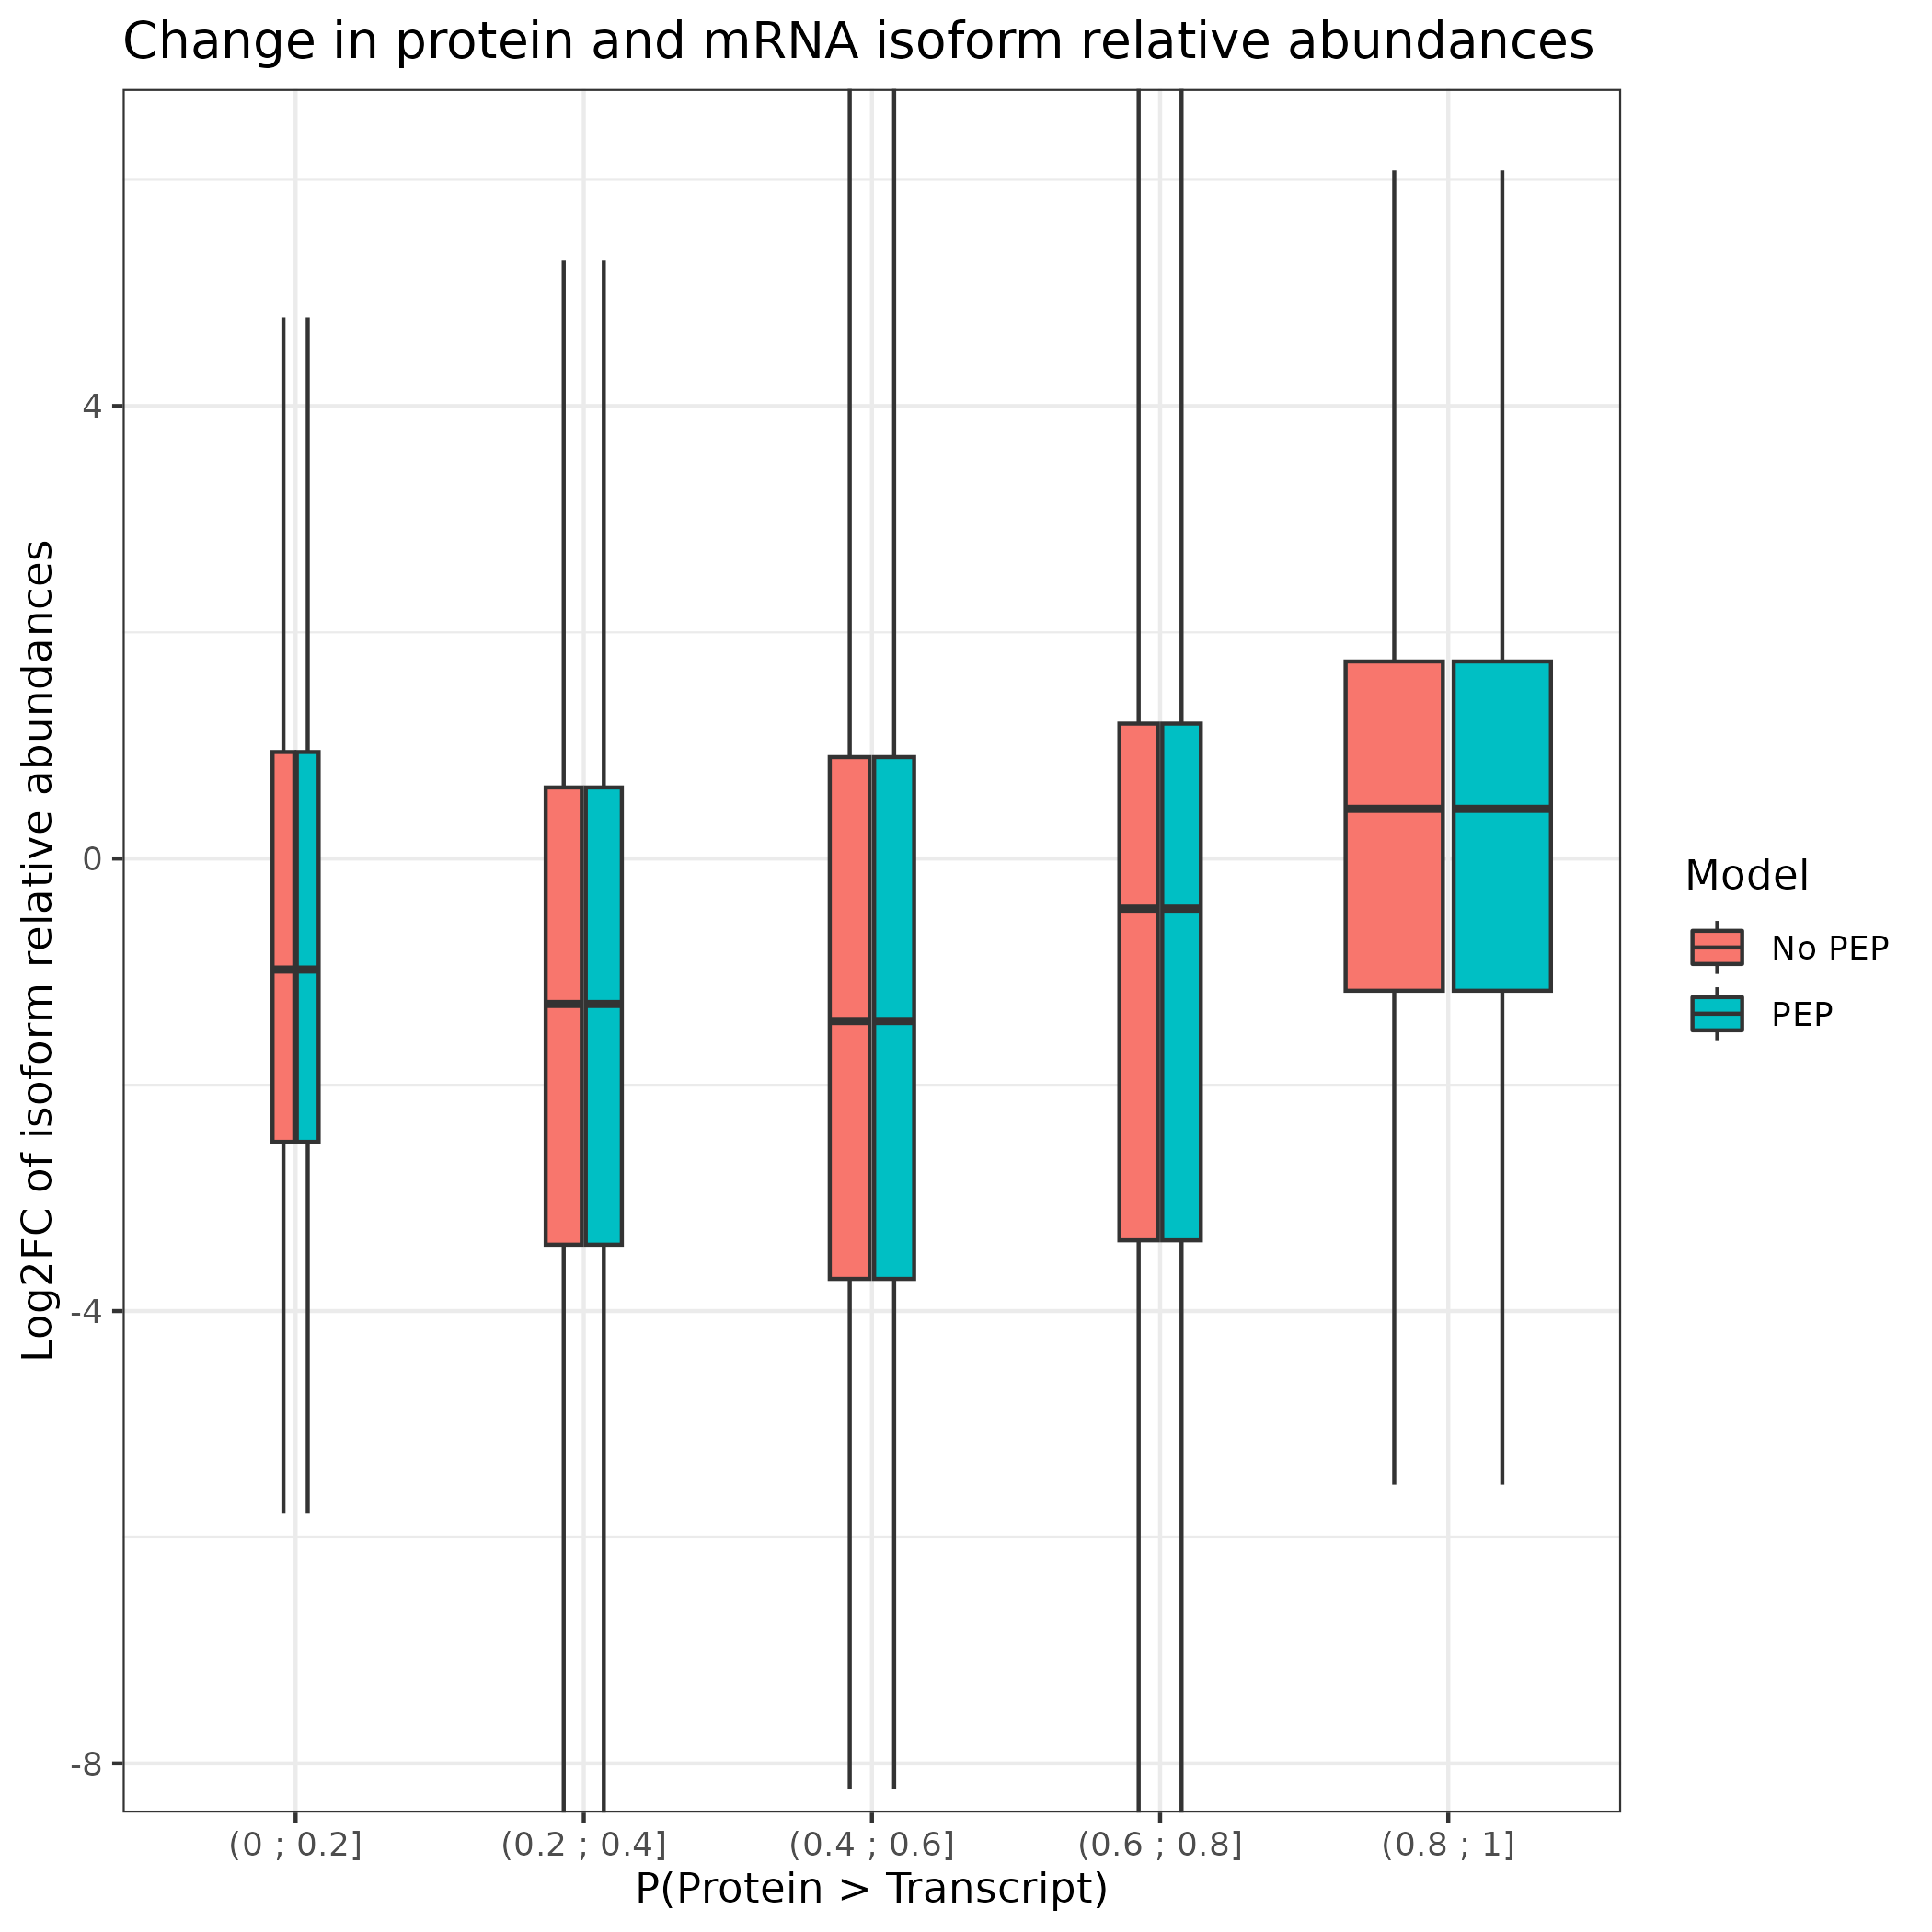 Change in protein and mRNA isoform relative abundances
Log2FC of isoform relative abundances
4
0
-4
-8
(0 ; 0.2]
(0.2 ; 0.4]
(0.4 ; 0.6]
(0.6 ; 0.8]
(0.8 ; 1]
P(Protein > Transcript)
Model
No PEP
PEP